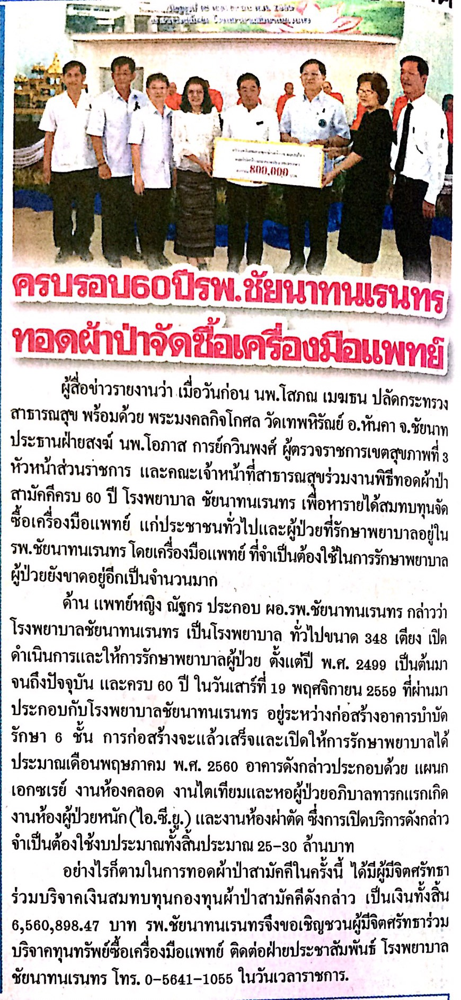 800,000
ครบรอบ60ปีรพ.ชัยนาทนเรนทร
ทอดผ้าป่าจัดซื้อเครื่องมือแพทย์
ผู้สื่อข่าวรายงานว่า เมื่อวันก่อน นพ.โสภณ เมฆธน ปลัดกระทรวง
สาธารณสุข พร้อมด้วย พระมงคลกิจโกศล วัดเทพหิรัณย์ อ.หันคา จ.ชัยนาท
ประธานฝ่ายสงฆ์ นพ.โอภาส การย์กวินพงศ์ ผู้ตรวจราชการเขตสุขภาพที่ 3
หัวหน้าส่วนราชการ และคณะเจ้าหน้าที่สาธารณสุขร่วมงานพิธีทอดผ้าป่า
สามัคคีครบ 60 ปี โรงพยาบาล ชัยนาทนเรนทร เพื่อหารายได้สมทบทุนจัด
ซื้อเครื่องมือแพทย์ แก่ประชาชนทั่วไปและผู้ป่วยที่รักษาพยาบาลอยู่ใน
รพ.ชัยนาทนเรนทร โดยเครื่องมือแพทย์ ที่จำเป็นต้องใช้ในการรักษาพยาบาล
ผู้ป่วยยังขาดอยู่อีกเป็นจำนวนมาก
ด้าน แพทย์หญิง ณัฐกร ประกอบ ผอ.รพ.ชัยนาทนเรนทร กล่าวว่า
โรงพยาบาลชัยนาทนเรนทร เป็นโรงพยาบาล ทั่วไปขนาด 348 เตียง เปิด
ดำเนินการและให้การรักษาพยาบาลผู้ป่วย ตั้งแต่ปี พ.ศ. 2499 เป็นต้นมา
จนถึงปัจจุบัน และครบ 60 ปี ในวันเสาร์ที่ 19 พฤศจิกายน 2559 ที่ผ่านมา
ประกอบกับโรงพยาบาลชัยนาทนเรนทร อยู่ระหว่างก่อสร้างอาคารบำบัด
รักษา 6 ชั้น การก่อสร้างจะแล้วเสร็จและเปิดให้การรักษาพยาบาลได้
ประมาณเดือนพฤษภาคม พ.ศ. 2560 อาคารดังกล่าวประกอบด้วย แผนก
เอกซเรย์ งานห้องคลอด งานไตเทียมและหอผู้ป่วยอภิบาลทารกแรกเกิด
งานห้องผู้ป่วยหนัก(ไอ.ซี.ยู.) และงานห้องผ่าตัด ซึ่งการเปิดบริการดังกล่าว
จำเป็นต้องใช้งบประมาณทั้งสิ้นประมาณ 25-30 ล้านบาท
อย่างไรก็ตามในการทอดผ้าป่าสามัคคีในครั้งนี้ ได้มีผู้มีจิตศรัทธา
ร่วมบริจาคเงินสมทบทุนกองทุนผ้าป่าสามัคคีดังกล่าว เป็นเงินทั้งสิ้น
6,560,898.47 บาท รพ.ชัยนาทนเรนทรจึงขอเชิญชวนผู้มีจิตศรัทธาร่วม
บริจาคทุนทรัพย์ซื้อเครื่องมือแพทย์ ติดต่อฝ่ายประชาสัมพันธ์ โรงพยาบาล
ชัยนาทนเรนทร โทร. 0-5641-1055 ในวันเวลาราชการ.